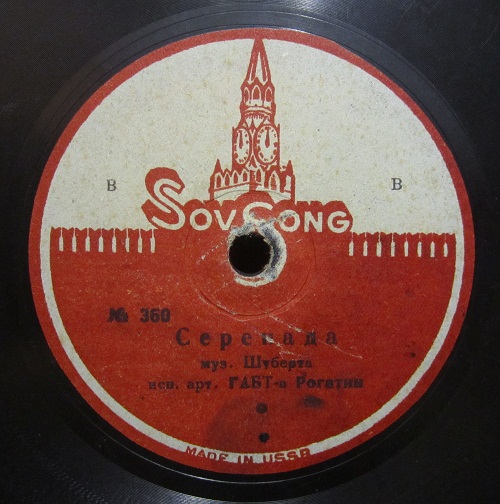 В В
SOVSONG
№ 360
Серенада
муз. Шуберта
исп. арт. ГАБТ-а Рогатин
MADE IN USSR